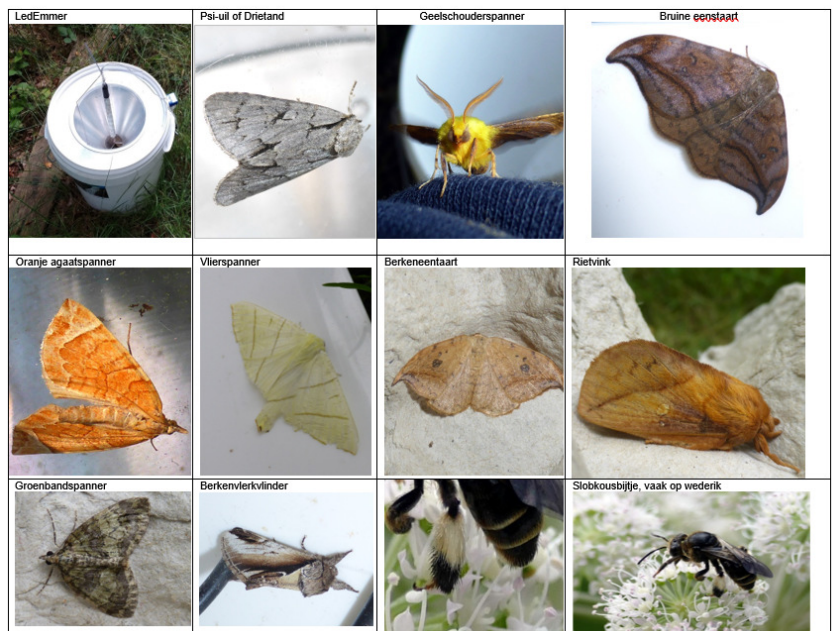 LedEmmer
Psi-uil of Drietand
Geelschouderspanner
Bruine eenstaart
Oranje agaatspanner
Vlierspanner
Berkeneentaart
Rietvink
Groenbandspanner
Berkenvlerkvlinder
Slobkousbijtje, vaak op wederik